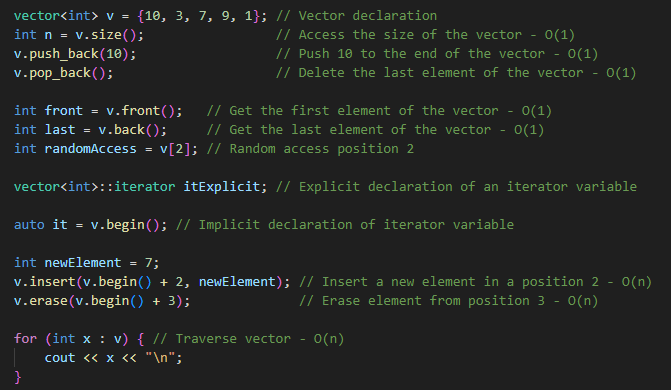 vector<int> v = {10, 3, 7, 9, 1}; // Vector declaration
int n = v.size();                // Access the size of the vector - O(1)
v.push_back(10);                 // Push 10 to the end of the vector - O(1)
v.pop_back();                    // Delete the last element of the vector - O(1)

int front = v.front();   // Get the first element of the vector - O(1)
int last = v.back();     // Get the last element of the vector - O(1)
int randomAccess = v[2]; // Random access position 2

vector<int>::iterator itExplicit; // Explicit declaration of an iterator variable

auto it = v.begin(); // Implicit declaration of iterator variable

int newElement = 7;
v.insert(v.begin() + 2, newElement); // Insert a new element in a position 2 - O(n)
v.erase(v.begin() + 3);              // Erase element from position 3 - O(n)

for (int x : v) { // Traverse vector - O(n)
    cout << x << "\n";
}